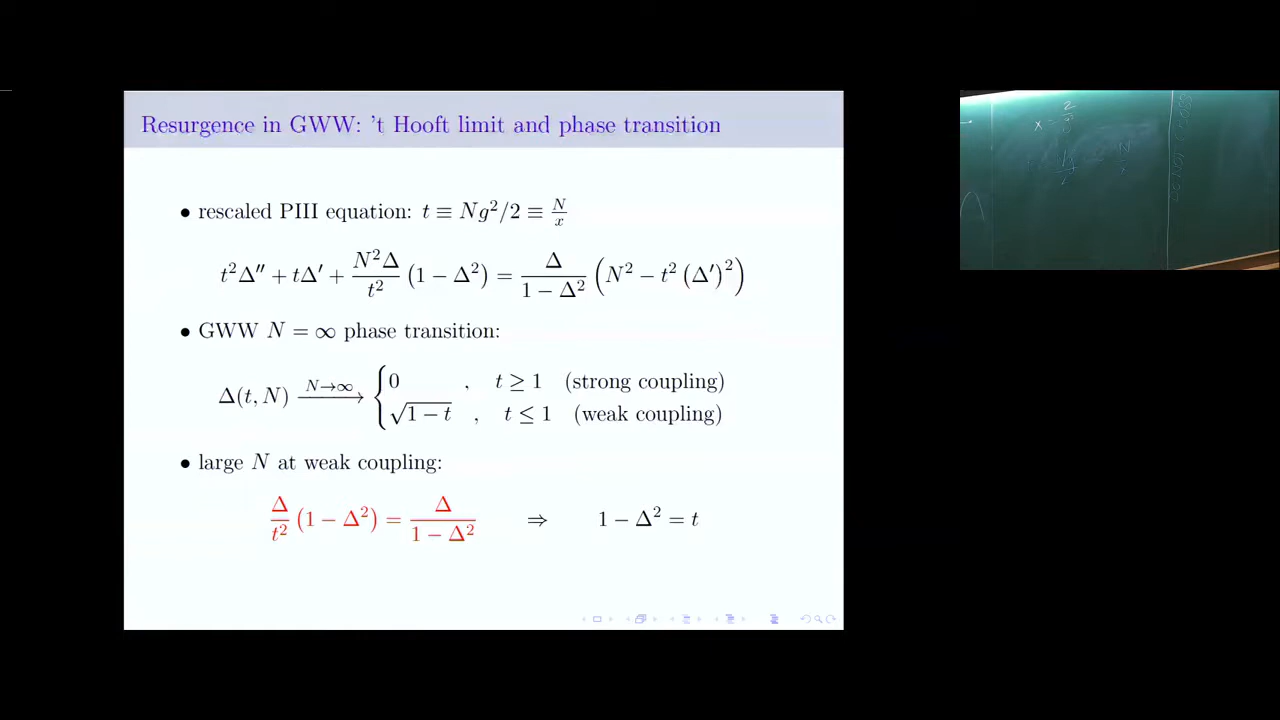 Resurgence in GWW: 't Hooft limit and phase transition
• rescaled PIII equation: t ≡ Ng²/2 ≡ N/x
t²Δ″ + tΔ′ + N²Δ/t² (1 − Δ²) = Δ/(1 − Δ²) (N² − t² (Δ′)²)
• GWW N = ∞ phase transition:
Δ(t, N) —N→∞→ { 0 , t ≥ 1 (strong coupling)
√(1 − t) , t ≤ 1 (weak coupling)
• large N at weak coupling:
Δ/t² (1 − Δ²) = Δ/(1 − Δ²) ⇒ 1 − Δ² = t